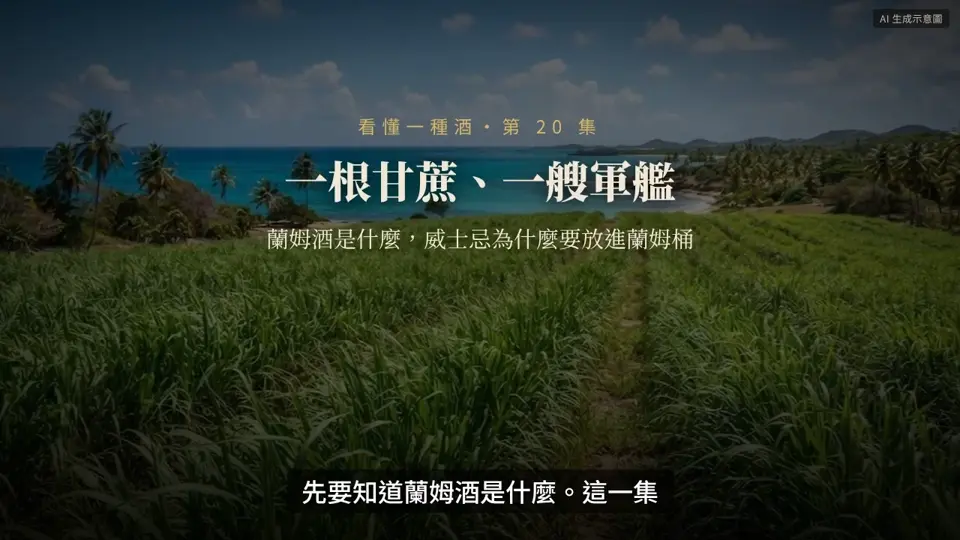 AI 生成示意圖
看懂一種酒・第 20 集
一根甘蔗、一艘軍艦
蘭姆酒是什麼，威士忌為什麼要放進蘭姆桶
先要知道蘭姆酒是什麼。這一集